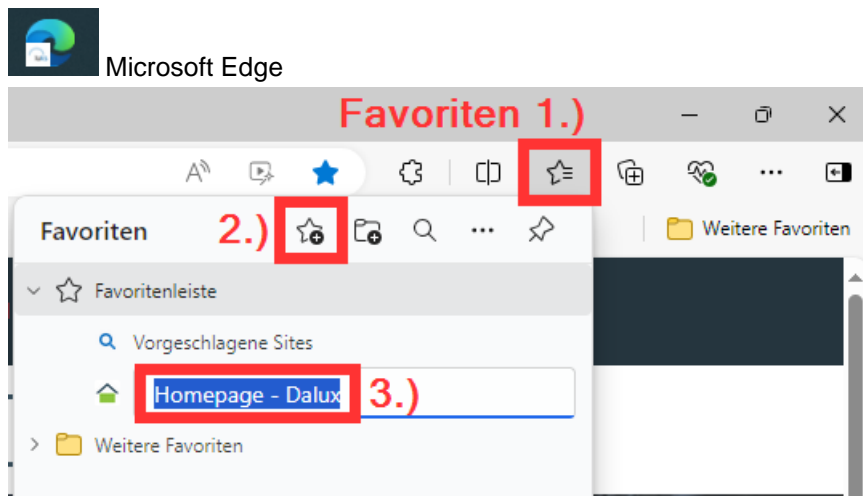 Microsoft Edge
Favoriten 1.)
A
Favoriten 2.)
Weitere Favoriten
Favoritenleiste
Vorgeschlagene Sites
Homepage - Dalux 3.)
Weitere Favoriten